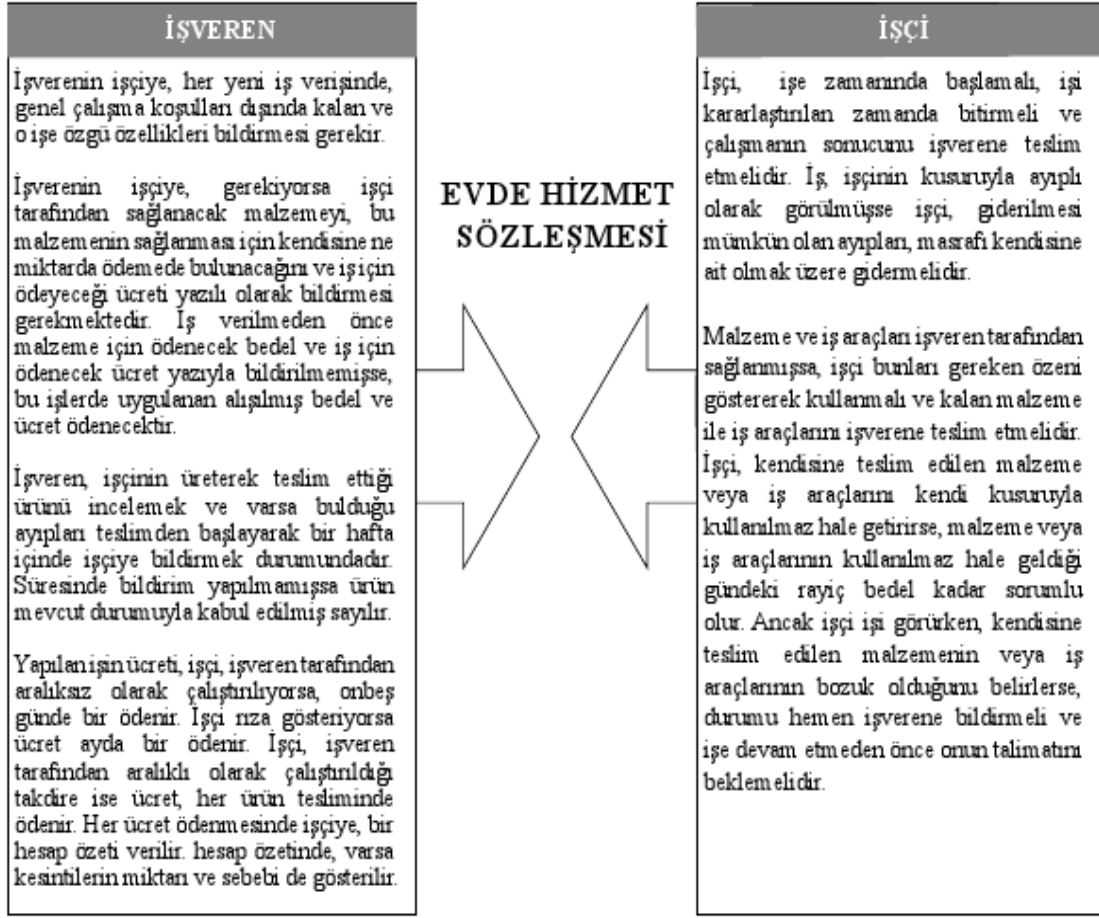 İŞVEREN
İşverenin işçiye, her yeni iş verişinde,
genel çalışma koşulları dışında kalan ve
o işe özgü özellikleri bildirmesi gerekir.
İşverenin işçiye, gerekiyorsa işçi
tarafından sağlanacak malzemeyi, bu
malzemenin sağlanması için kendisine ne
miktarda ödemede bulunacağını ve iş için
ödeyeceği ücreti yazılı olarak bildirmesi
gerekmektedir. İş verilmeden önce
malzeme için ödenecek bedel ve iş için
ödenecek ücret yazıyla bildirilmemişse,
bu işlerde uygulanan alışılmış bedel ve
ücret ödenecektir.
İşveren, işçinin üreterek teslim ettiği
ürünü incelemek ve varsa bulduğu
ayıpları teslimden başlayarak bir hafta
içinde işçiye bildirmek durumundadır.
Süresinde bildirim yapılmamışsa ürün
mevcut durumuyla kabul edilmiş sayılır.
Yapılan işin ücreti, işçi, işveren tarafından
aralıksız olarak çalıştırılıyorsa, onbeş
günde bir ödenir. İşçi rıza gösteriyorsa
ücret ayda bir ödenir. İşçi, işveren
tarafından aralıklı olarak çalıştırıldığı
takdire ise ücret, her ürün tesliminde
ödenir. Her ücret ödenmesinde işçiye, bir
hesap özeti verilir. hesap özetinde, varsa
kesintilerin miktarı ve sebebi de gösterilir.
EVDE HİZMET
SÖZLEŞMESİ
İŞÇİ
İşçi, işe zamanında başlamalı, işi
kararlaştırılan zamanda bitirmeli ve
çalışmanın sonucunu işverene teslim
etmelidir. İş, işçinin kusuruyla ayıplı
olarak görülmüşse işçi, giderilmesi
mümkün olan ayıpları, masrafı kendisine
ait olmak üzere gidermelidir.
Malzeme ve iş araçları işveren tarafından
sağlanmışsa, işçi bunları gereken özeni
göstererek kullanmalı ve kalan malzeme
ile iş araçlarını işverene teslim etmelidir.
İşçi, kendisine teslim edilen malzeme
veya iş araçlarını kendi kusuruyla
kullanılmaz hale getirirse, malzeme veya
iş araçlarının kullanılmaz hale geldiği
gündeki rayiç bedel kadar sorumlu
olur. Ancak işçi işi görürken, kendisine
teslim edilen malzemenin veya iş
araçlarının bozuk olduğunu belirlerse,
durumu hemen işverene bildirmeli ve
işe devam etmeden önce onun talimatını
beklemelidir.